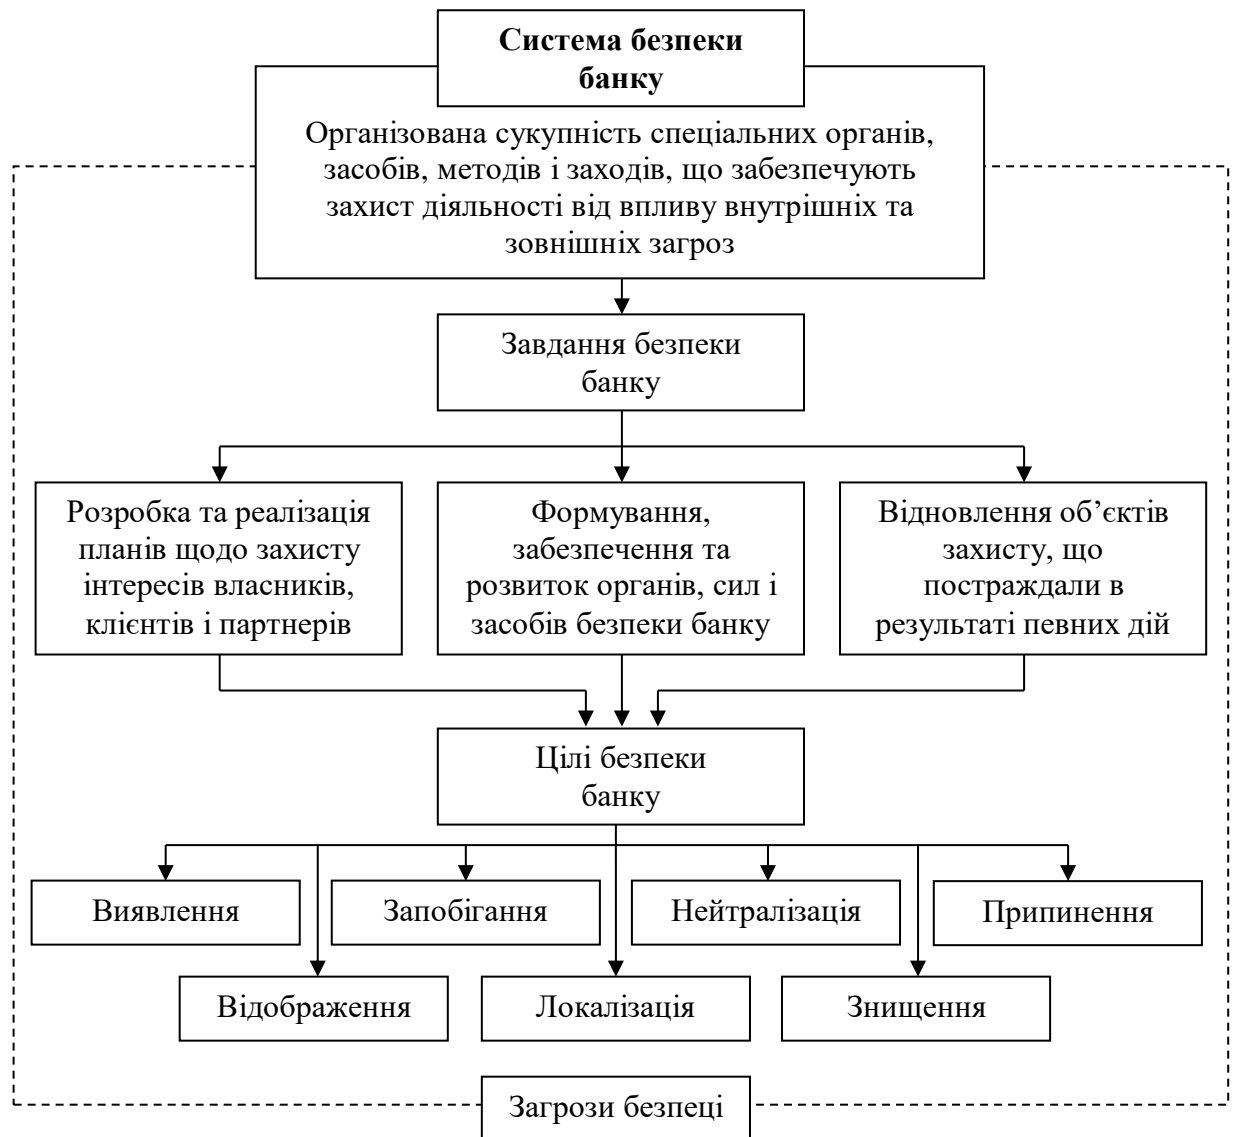 Система безпеки
банку
Організована сукупність спеціальних органів,
засобів, методів і заходів, що забезпечують
захист діяльності від впливу внутрішніх та
зовнішніх загроз
Завдання безпеки
банку
Розробка та реалізація
планів щодо захисту
інтересів власників,
клієнтів і партнерів
Формування,
забезпечення та
розвиток органів, сил і
засобів безпеки банку
Відновлення об’єктів
захисту, що
постраждали в
результаті певних дій
Цілі безпеки
банку
Виявлення
Запобігання
Нейтралізація
Припинення
Відображення
Локалізація
Знищення
Загрози безпеці